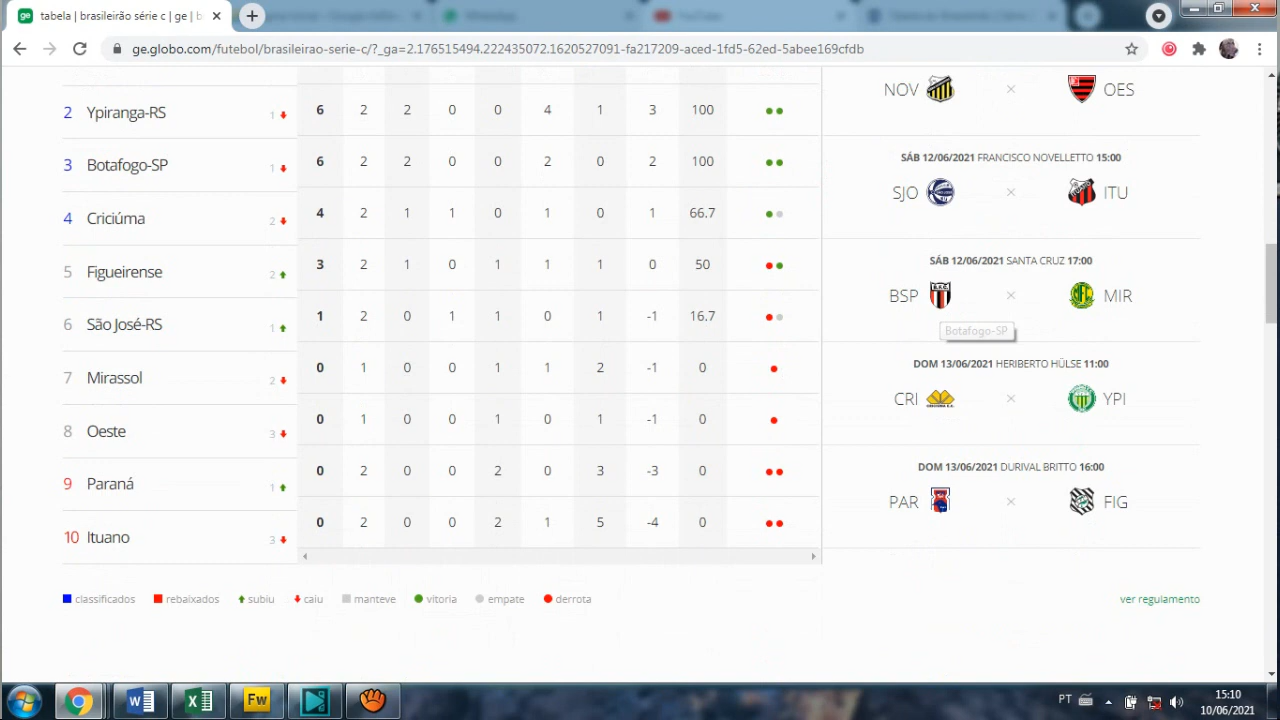 ge tabela | brasileirão série c | ge | b
ge.globo.com/futebol/brasileirao-serie-c/?_ga=2.176515494.222435072.1620527091-fa217209-aced-1fd5-62ed-5abee169cfdb
2 Ypiranga-RS 1 6 2 2 0 0 4 1 3 100
3 Botafogo-SP 1 6 2 2 0 0 2 0 2 100
4 Criciúma 2 4 2 1 1 0 1 0 1 66.7
5 Figueirense 2 3 2 1 0 1 1 1 0 50
6 São José-RS 1 1 2 0 1 1 0 1 -1 16.7
7 Mirassol 2 0 1 0 0 1 1 2 -1 0
8 Oeste 3 0 1 0 0 1 0 1 -1 0
9 Paraná 1 0 2 0 0 2 0 3 -3 0
10 Ituano 3 0 2 0 0 2 1 5 -4 0
classificados rebaixados subiu caiu manteve vitoria empate derrota
NOV × OES
SÁB 12/06/2021 FRANCISCO NOVELLETTO 15:00
SJO × ITU
SÁB 12/06/2021 SANTA CRUZ 17:00
BSP × MIR
Botafogo-SP
DOM 13/06/2021 HERIBERTO HÜLSE 11:00
CRI × YPI
DOM 13/06/2021 DURIVAL BRITTO 16:00
PAR × FIG
ver regulamento
Fw
PT
15:10
10/06/2021